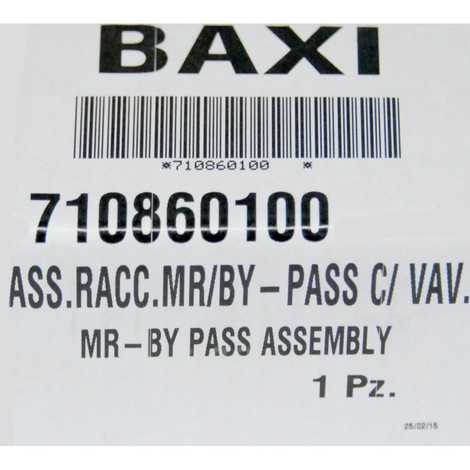 BAXI
*710860100 *
710860100
ASS.RACC.MR/BY-PASS C/ VAV.
MR-BY PASS ASSEMBLY
1 Pz.
25/02/15